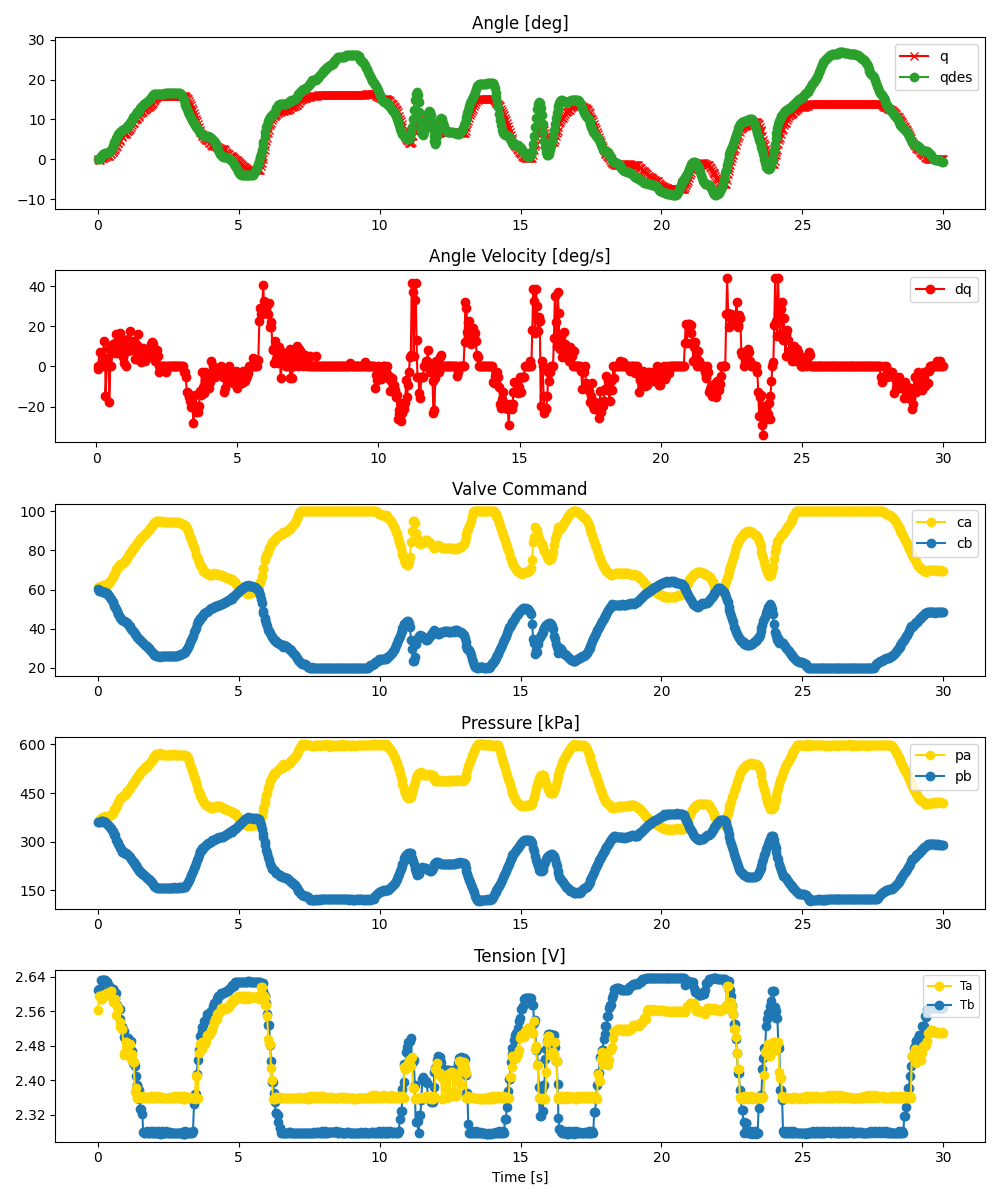 Angle [deg]
30
20
10
0
−10
q
qdes
0 5 10 15 20 25 30
Angle Velocity [deg/s]
40
20
0
−20
dq
0 5 10 15 20 25 30
Valve Command
100
80
60
40
20
ca
cb
0 5 10 15 20 25 30
Pressure [kPa]
600
450
300
150
pa
pb
0 5 10 15 20 25 30
Tension [V]
2.64
2.56
2.48
2.40
2.32
Ta
Tb
0 5 10 15 20 25 30
Time [s]